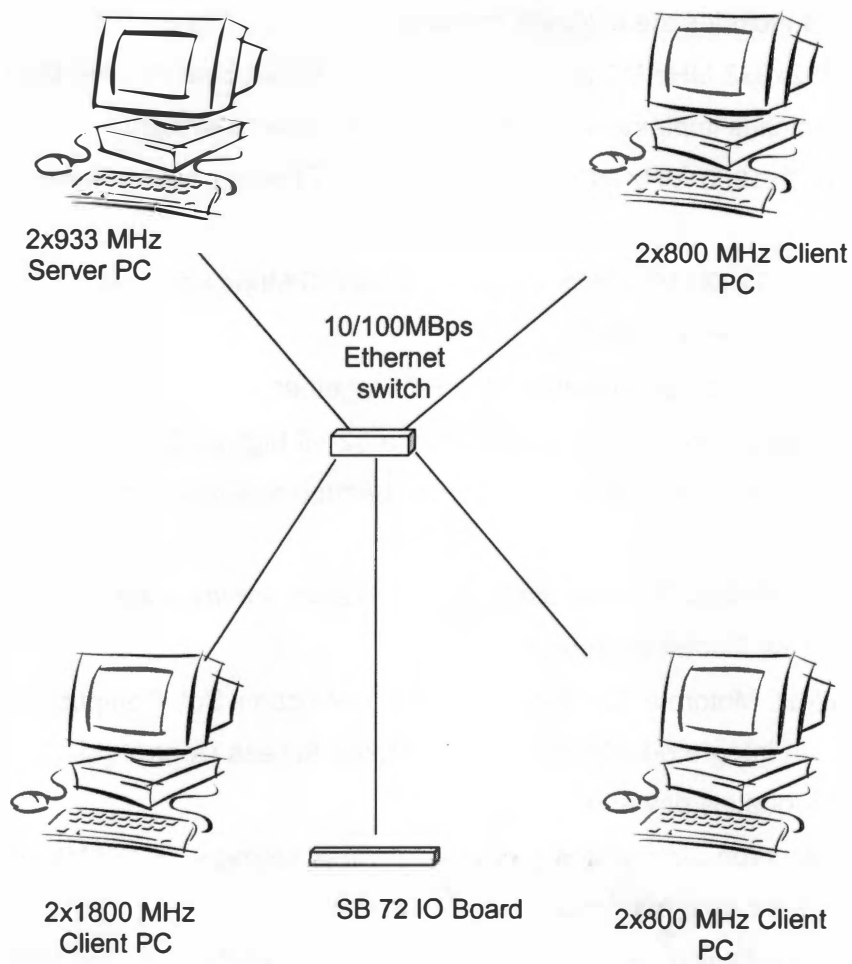 2x933 MHz
Server PC
2x800 MHz Client
PC
10/100MBps
Ethernet
switch
2x1800 MHz
Client PC
SB 72 IO Board
2x800 MHz Client
PC